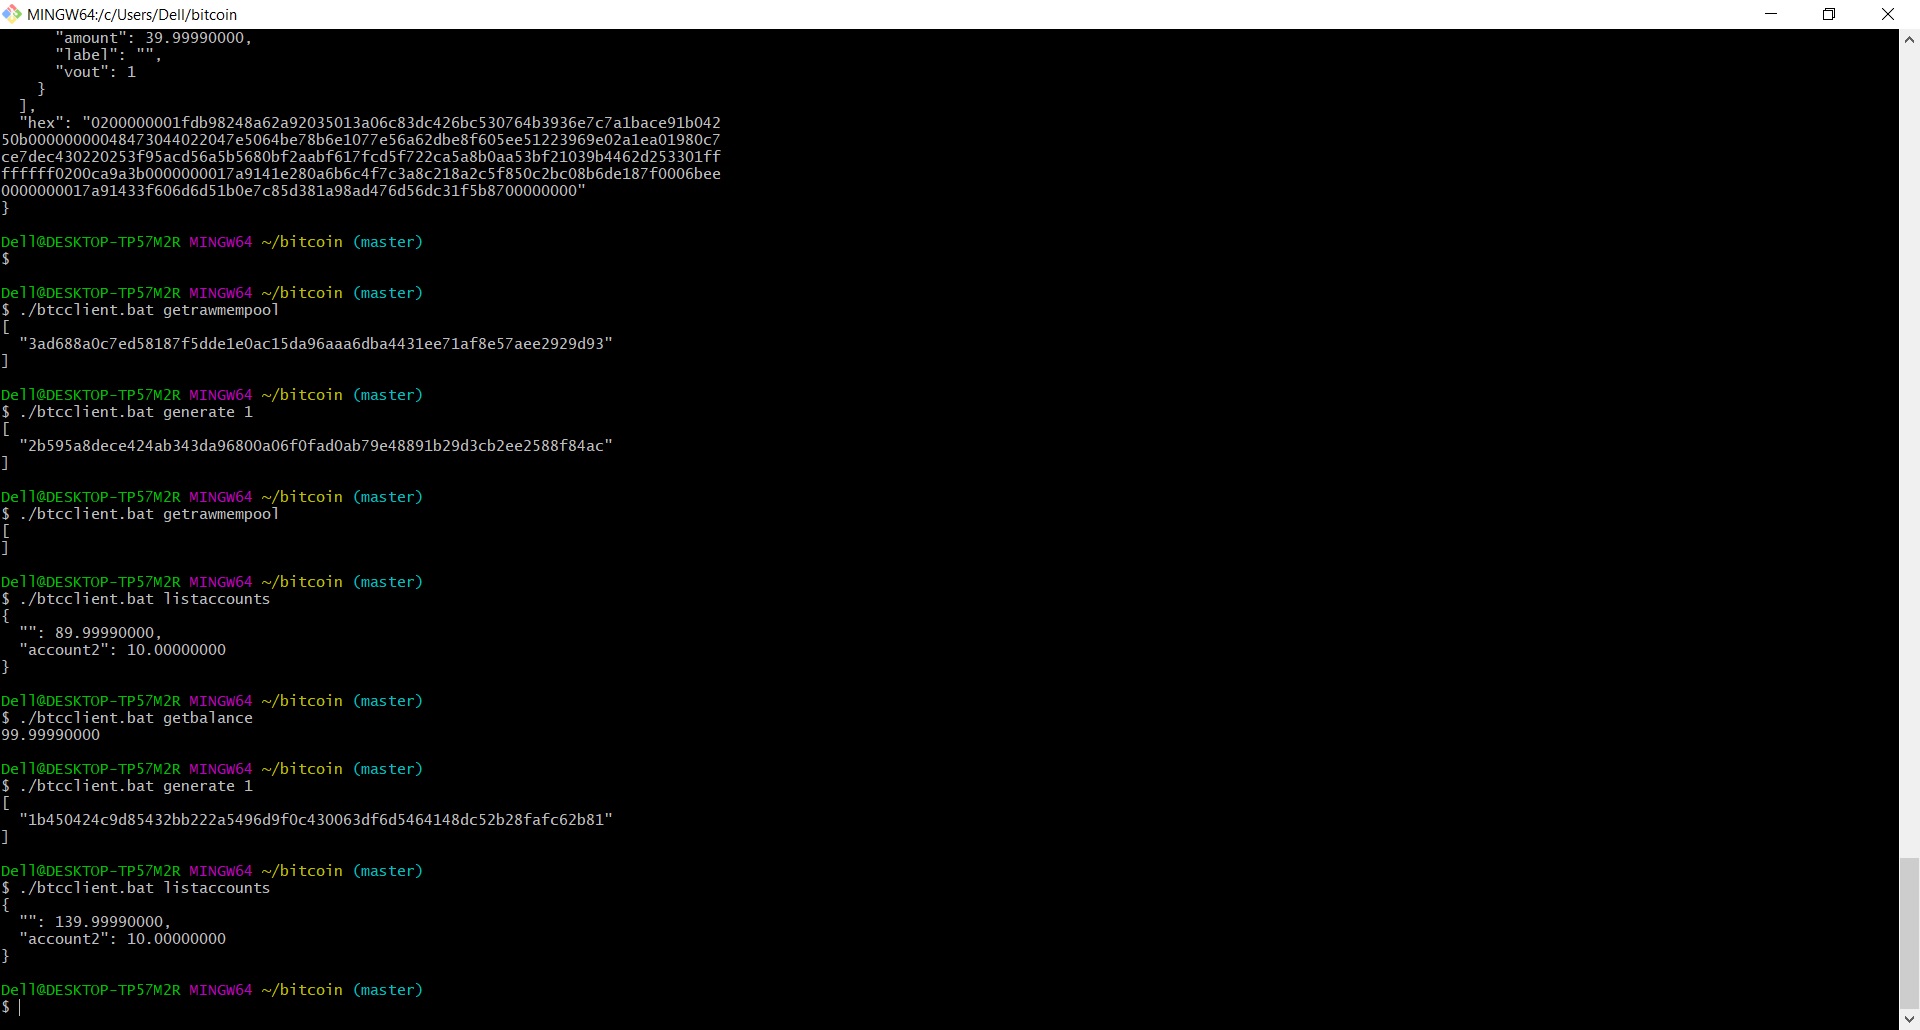 MINGW64:/c/Users/Dell/bitcoin
"amount": 39.99990000,
"label": "",
"vout": 1
}
],
"hex": "0200000001fdb98248a62a92035013a06c83dc426bc530764b3936e7c7a1bace91b042
50b0000000048473044022047e5064be78b6e1077e56a62dbe8f605ee51223969e02a1ea01980c7
ce7dec430220253f95acd56a5b5680bf2aabf617fcd5f722ca5a8b0aa53bf21039b4462d253301ff
ffffff0200ca9a3b0000000017a9141e280a6b6c4f7c3a8c218a2c5f850c2bc08b6de187f0006bee
0000000017a91433f606d6d51b0e7c85d381a98ad476d56dc31f5b8700000000"
}
Dell@DESKTOP-TP57M2R MINGW64 ~/bitcoin (master)
$
Dell@DESKTOP-TP57M2R MINGW64 ~/bitcoin (master)
$ ./btcclient.bat getrawmempool
[
"3ad688a0c7ed58187f5dde1e0ac15da96aaa6dba4431ee71af8e57aee2929d93"
]
Dell@DESKTOP-TP57M2R MINGW64 ~/bitcoin (master)
$ ./btcclient.bat generate 1
[
"2b595a8dece424ab343da96800a06f0fad0ab79e48891b29d3cb2ee2588f84ac"
]
Dell@DESKTOP-TP57M2R MINGW64 ~/bitcoin (master)
$ ./btcclient.bat getrawmempool
[
]
Dell@DESKTOP-TP57M2R MINGW64 ~/bitcoin (master)
$ ./btcclient.bat listaccounts
{
"": 89.99990000,
"account2": 10.00000000
}
Dell@DESKTOP-TP57M2R MINGW64 ~/bitcoin (master)
$ ./btcclient.bat getbalance
99.99990000
Dell@DESKTOP-TP57M2R MINGW64 ~/bitcoin (master)
$ ./btcclient.bat generate 1
[
"1b450424c9d85432bb222a5496d9f0c430063df6d5464148dc52b28fafc62b81"
]
Dell@DESKTOP-TP57M2R MINGW64 ~/bitcoin (master)
$ ./btcclient.bat listaccounts
{
"": 139.99990000,
"account2": 10.00000000
}
Dell@DESKTOP-TP57M2R MINGW64 ~/bitcoin (master)
$